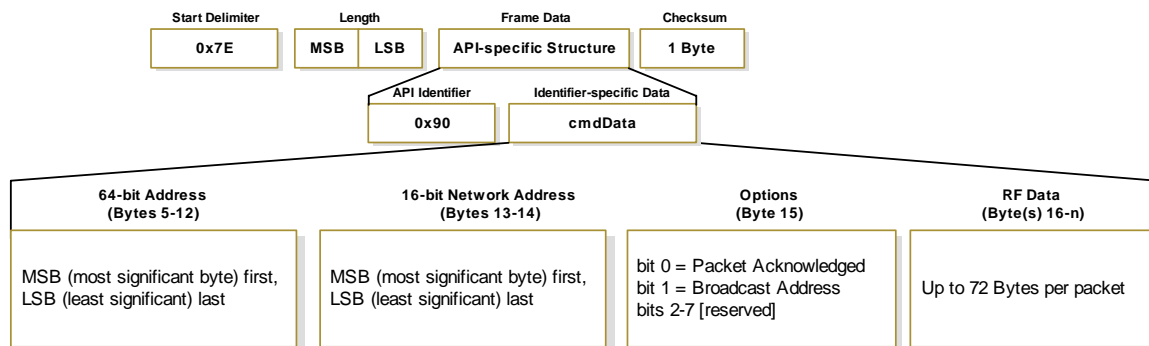 Start Delimiter
Length
Frame Data
Checksum
0x7E
MSB
LSB
API-specific Structure
1 Byte
API Identifier
Identifier-specific Data
0x90
cmdData
64-bit Address
(Bytes 5-12)
16-bit Network Address
(Bytes 13-14)
Options
(Byte 15)
RF Data
(Byte(s) 16-n)
MSB (most significant byte) first,
LSB (least significant) last
MSB (most significant byte) first,
LSB (least significant) last
bit 0 = Packet Acknowledged
bit 1 = Broadcast Address
bits 2-7 [reserved]
Up to 72 Bytes per packet